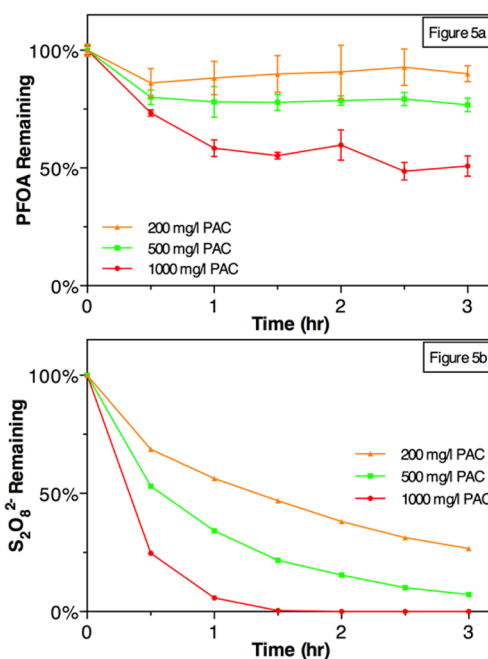 Figure 5a
100%
50%
0%
PFOA Remaining
200 mg/l PAC
500 mg/l PAC
1000 mg/l PAC
0 1 2 3
Time (hr)
Figure 5b
100%
50%
0%
S₂O₈²⁻ Remaining
200 mg/l PAC
500 mg/l PAC
1000 mg/l PAC
0 1 2 3
Time (hr)